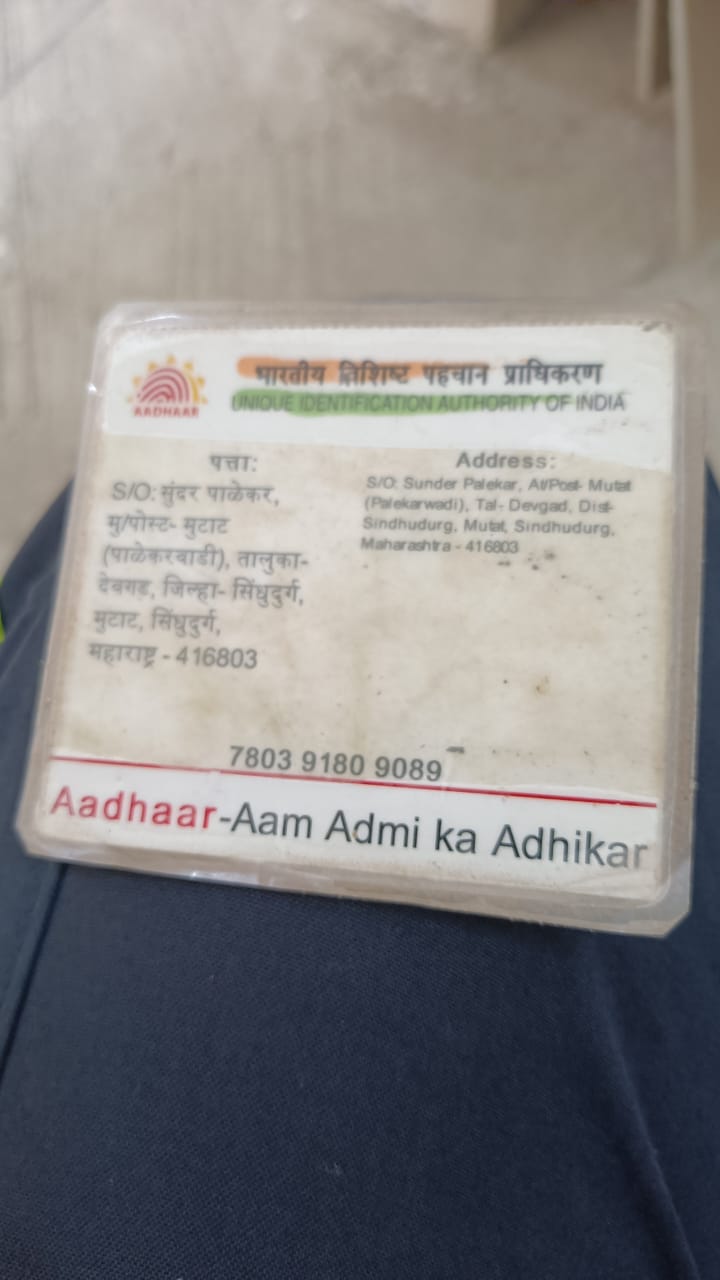 भारतीय विशिष्ट पहचान प्राधिकरण
UNIQUE IDENTIFICATION AUTHORITY OF INDIA
AADHAAR
पत्ता:
S/O: सुंदर पाळेकर,
मु/पोस्ट- मुटाट
(पाळेकरवाडी), तालुका-
देवगड, जिल्हा- सिंधुदुर्ग,
मुटाट, सिंधुदुर्ग,
महाराष्ट्र - 416803
Address:
S/O: Sunder Palekar, At/Post- Mutat
(Palekarwadi), Tal- Devgad, Dist-
Sindhudurg, Mutat, Sindhudurg,
Maharashtra - 416803
7803 9180 9089
Aadhaar-Aam Admi ka Adhikar